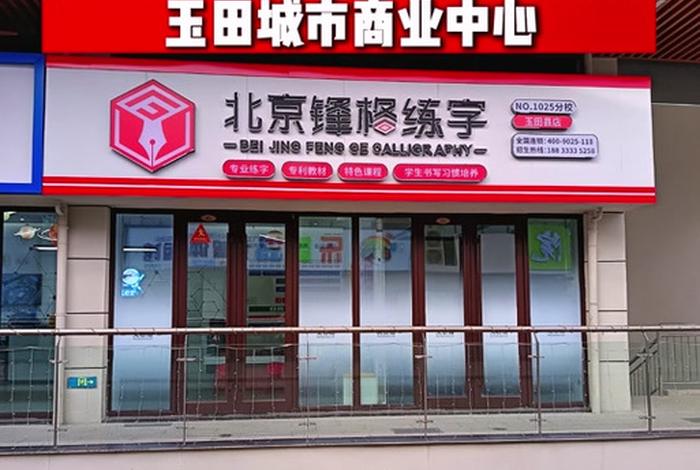 玉田城市商业中心
北京锋格练字
BEI JING FENG GE CALLIGRAPHY
专业练字
专利教材
特色课程
学生书写习惯培养
NO.1025分校
玉田县店
全国连锁：400-9025-113
招生热线：188 3333 5258